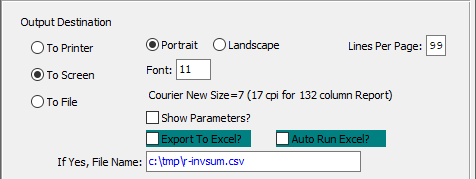 Output Destination
To Printer Portrait Landscape Lines Per Page: 99
To Screen Font: 11
To File Courier New Size=7 (17 cpi for 132 column Report)
Show Parameters?
Export To Excel? Auto Run Excel?
If Yes, File Name: c:\tmp\r-invsum.csv